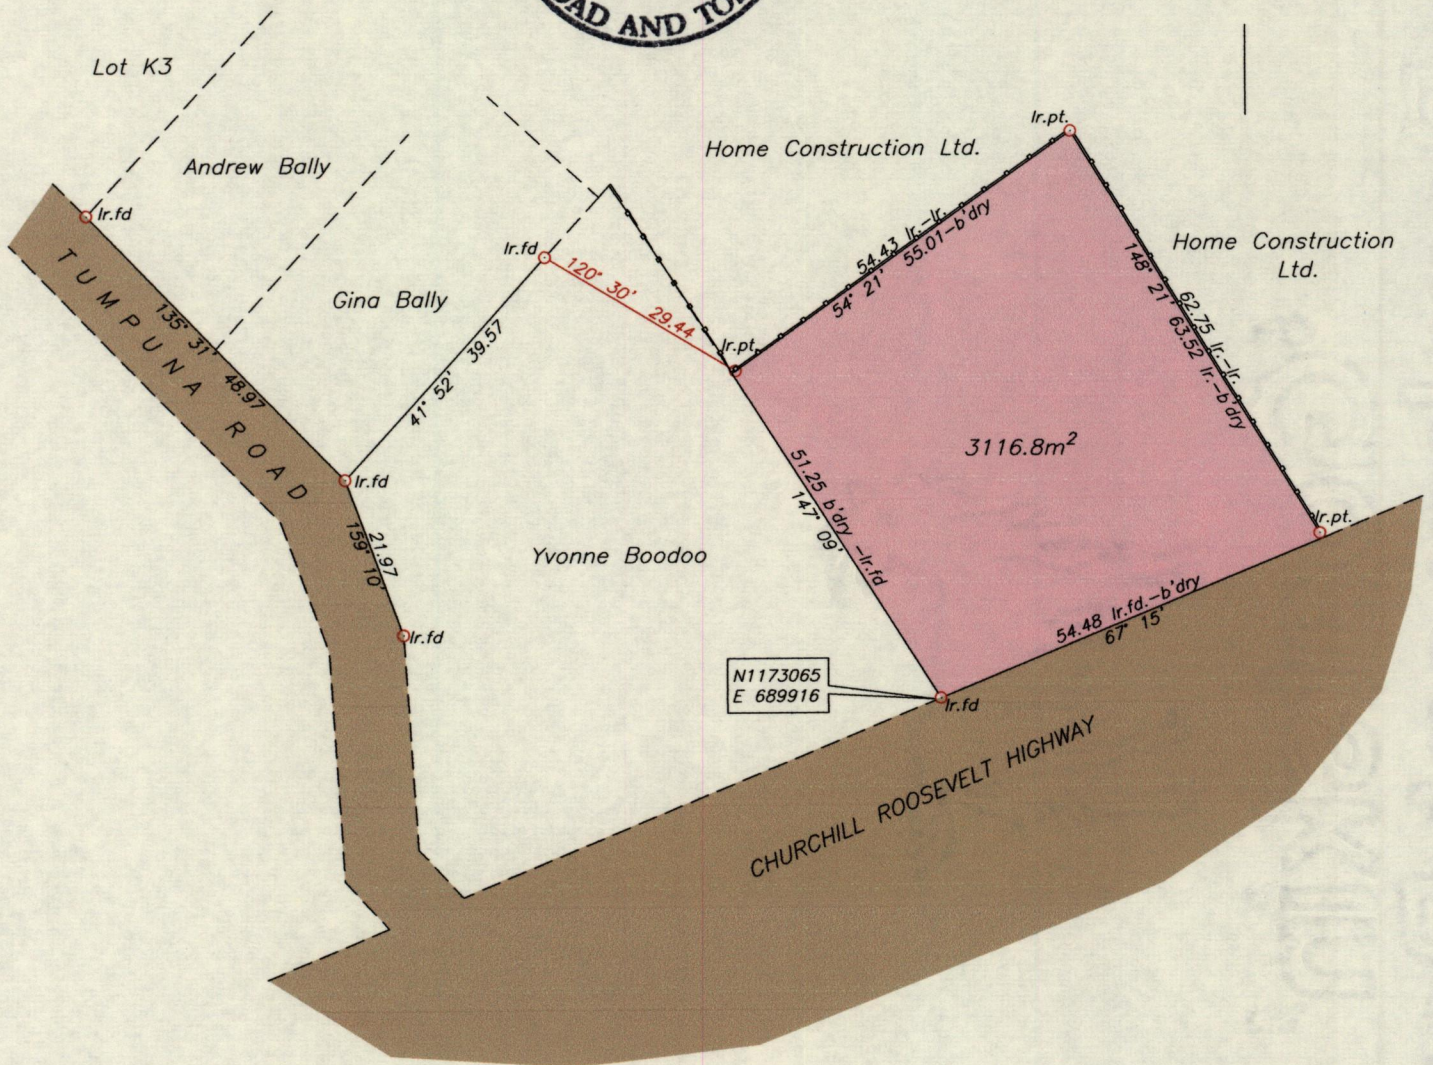 AD AND TO
Lot K3
Andrew Bally
Gina Bally
Home Construction Ltd.
Home Construction
Ltd.
Ir.pt.
Ir.fd
Ir.fd
120° 30' 29.44
Ir.pt.
54.43 Ir.-Ir.
55.01-b'dry
54° 21'
148° 21'
62.75 Ir.-Ir.
63.52 Ir.-b'dry
TUMPUNA ROAD
135° 31'
48.97
41° 52' 39.57
Ir.fd
21.97
159° 10'
Ir.fd
Yvonne Boodoo
3116.8m²
51.25 b'dry -Ir.fd
147° 09'
Ir.pt.
54.48 Ir.fd.-b'dry
67° 15'
N1173065
E 689916
Ir.fd
CHURCHILL ROOSEVELT HIGHWAY